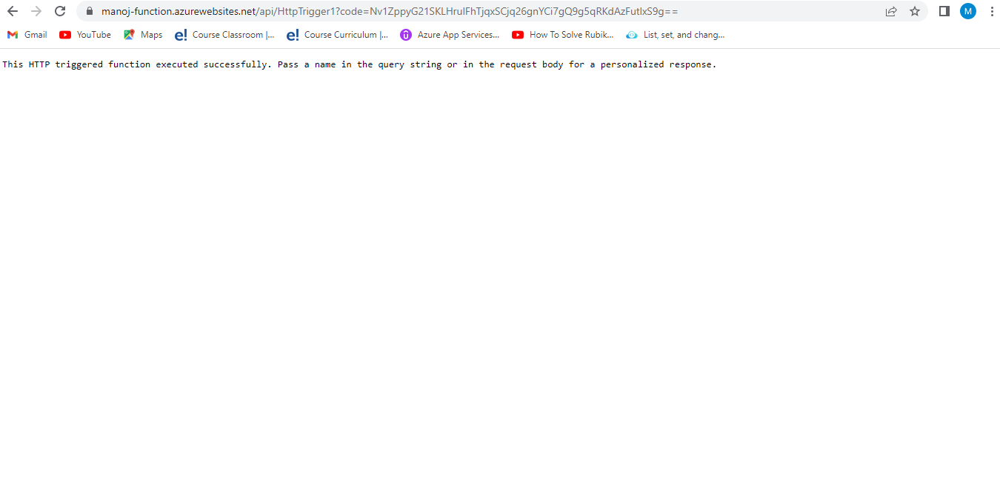 manoj-function.azurewebsites.net/api/HttpTrigger1?code=Nv1ZppyG21SKLHrulFhTjqxSCjq26gnYCi7gQ9g5qRKdAzFutlxS9g==
M
Gmail YouTube Maps e! Course Classroom |... e! Course Curriculum |... Azure App Services... How To Solve Rubik... List, set, and chang...
This HTTP triggered function executed successfully. Pass a name in the query string or in the request body for a personalized response.